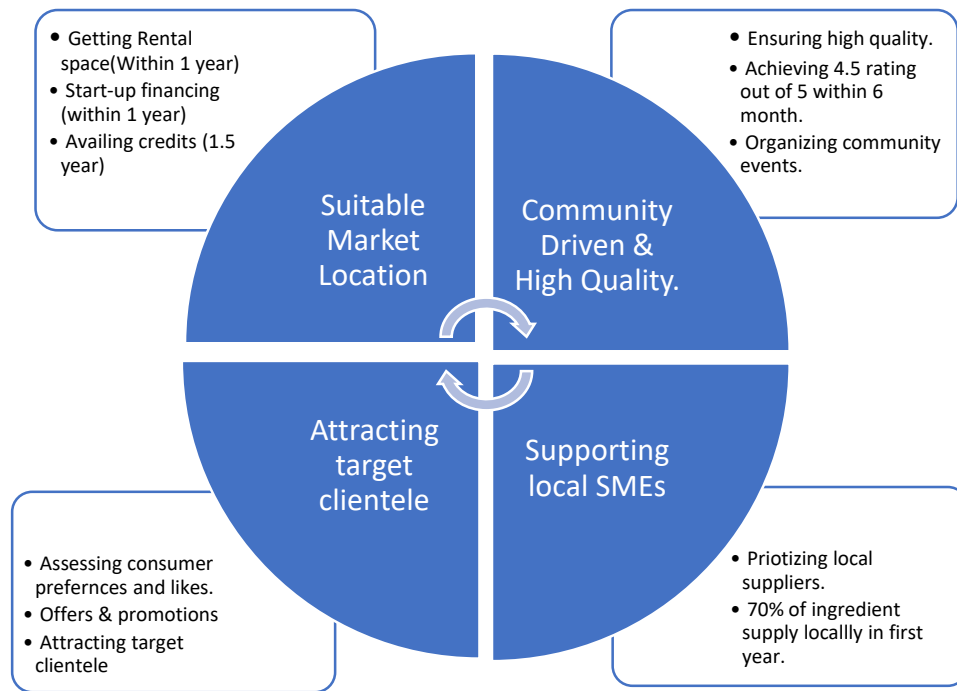 • Getting Rental
space(Within 1 year)
• Start-up financing
(within 1 year)
• Availing credits (1.5
year)
• Ensuring high quality.
• Achieving 4.5 rating
out of 5 within 6
month.
• Organizing community
events.
Suitable
Market
Location
Community
Driven &
High Quality.
Attracting
target
clientele
Supporting
local SMEs
• Assessing consumer
prefernces and likes.
• Offers & promotions
• Attracting target
clientele
• Priotizing local
suppliers.
• 70% of ingredient
supply locallly in first
year.